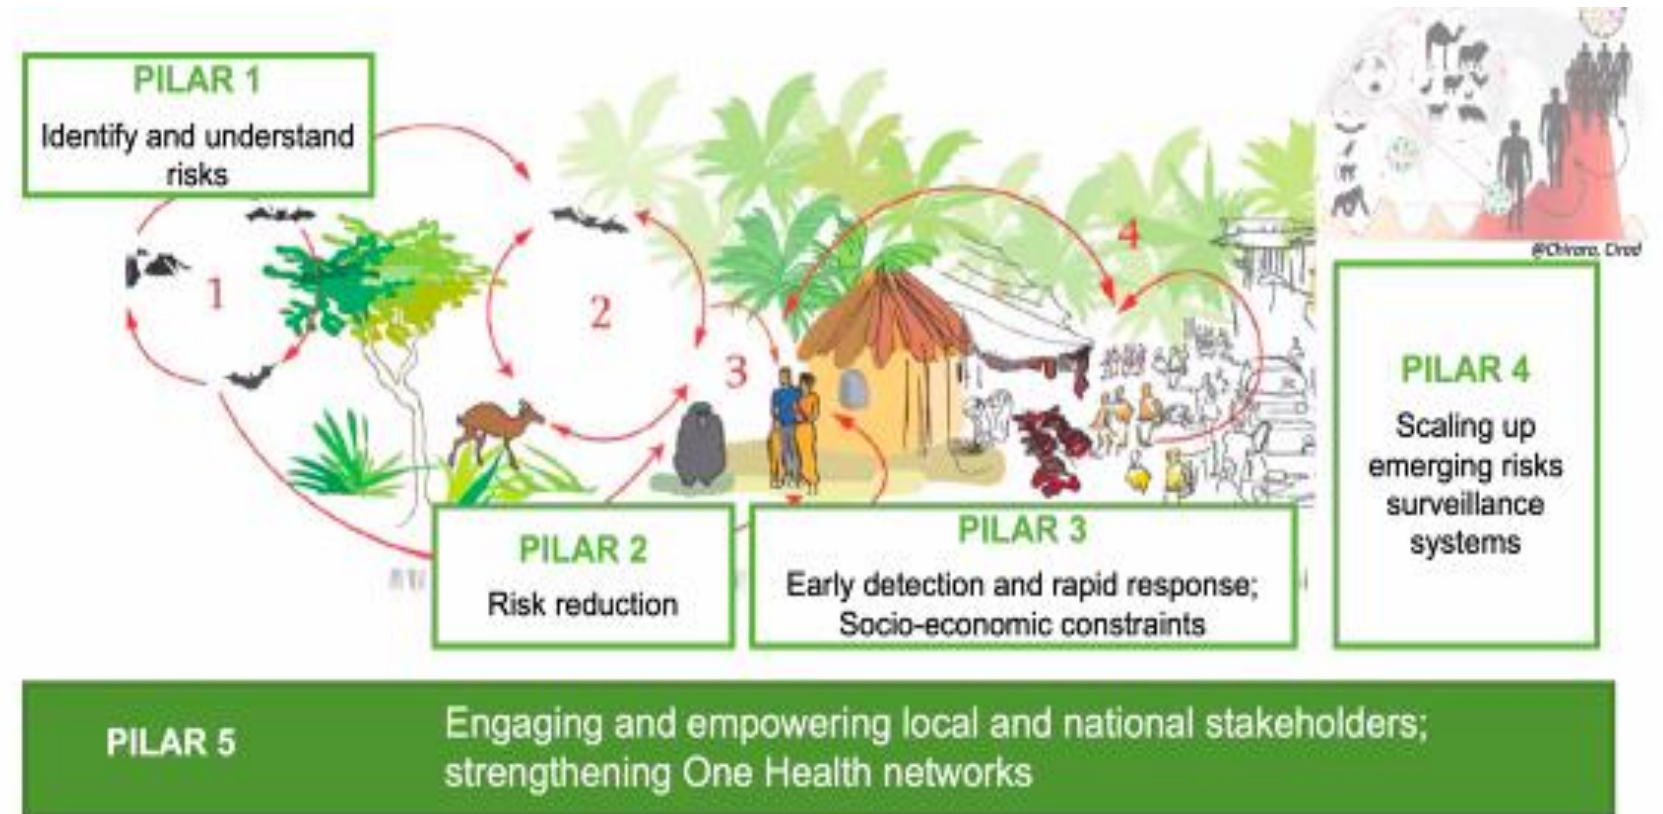 PILAR 1
Identify and understand
risks
1
2
3
4
@Chirara, Cirad
PILAR 2
Risk reduction
PILAR 3
Early detection and rapid response;
Socio-economic constraints
PILAR 4
Scaling up
emerging risks
surveillance
systems
PILAR 5
Engaging and empowering local and national stakeholders;
strengthening One Health networks